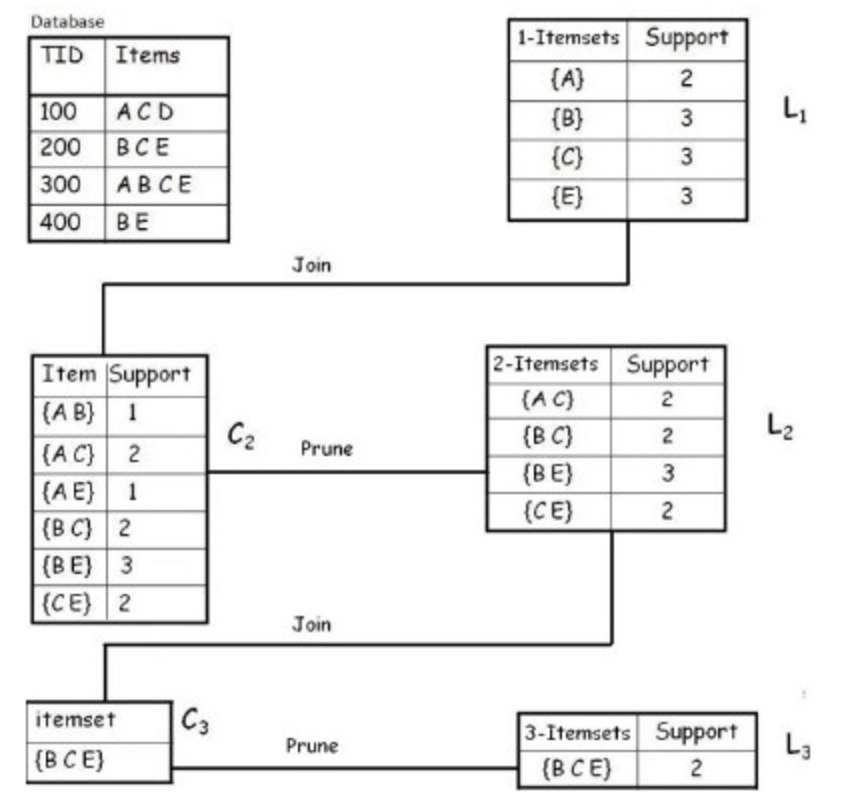 Database
TID Items
100 A C D
200 B C E
300 A B C E
400 B E
1-Itemsets Support
{A} 2
{B} 3
{C} 3
{E} 3
L1
Join
Item Support
{A B} 1
{A C} 2
{A E} 1
{B C} 2
{B E} 3
{C E} 2
C2
Prune
2-Itemsets Support
{A C} 2
{B C} 2
{B E} 3
{C E} 2
L2
Join
itemset
{B C E}
C3
Prune
3-Itemsets Support
{B C E} 2
L3